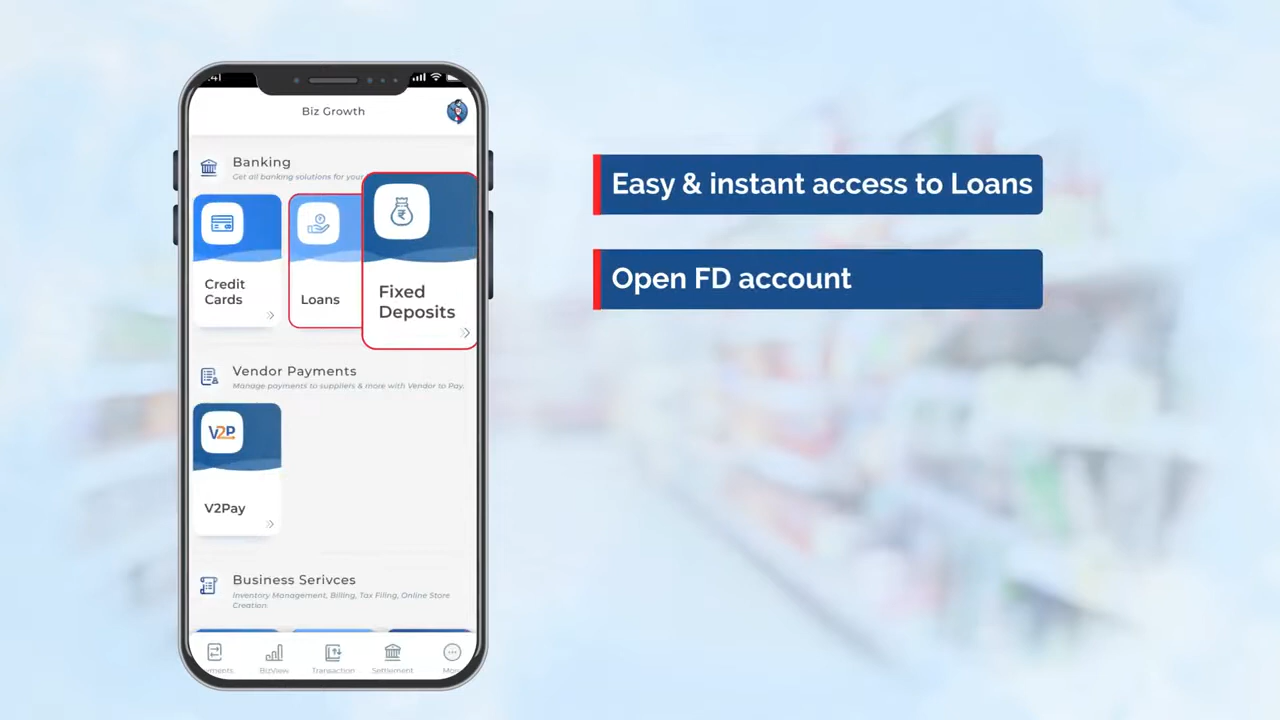 :41
Biz Growth
Banking
Get all banking solutions for your
Credit
Cards
Loans
Fixed
Deposits
Vendor Payments
Manage payments to suppliers & more with Vendor to Pay.
V2P
V2Pay
Business Serivces
Inventory Management, Billing, Tax Filing, Online Store
Creation.
BizView
Transaction
Settlement
Mor
Easy & instant access to Loans
Open FD account